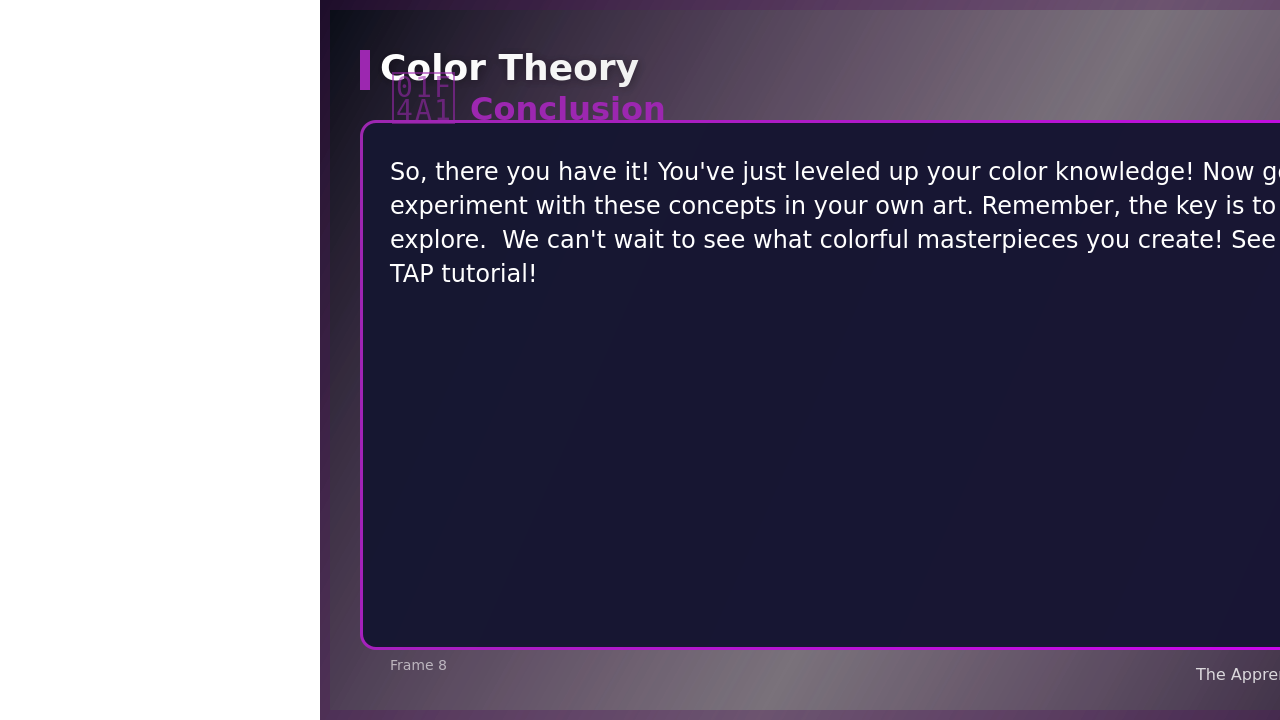 Color Theory
01F
4A1
Conclusion
So, there you have it! You've just leveled up your color knowledge! Now
experiment with these concepts in your own art. Remember, the key is to
explore.  We can't wait to see what colorful masterpieces you create! See
TAP tutorial!
Frame 8
The